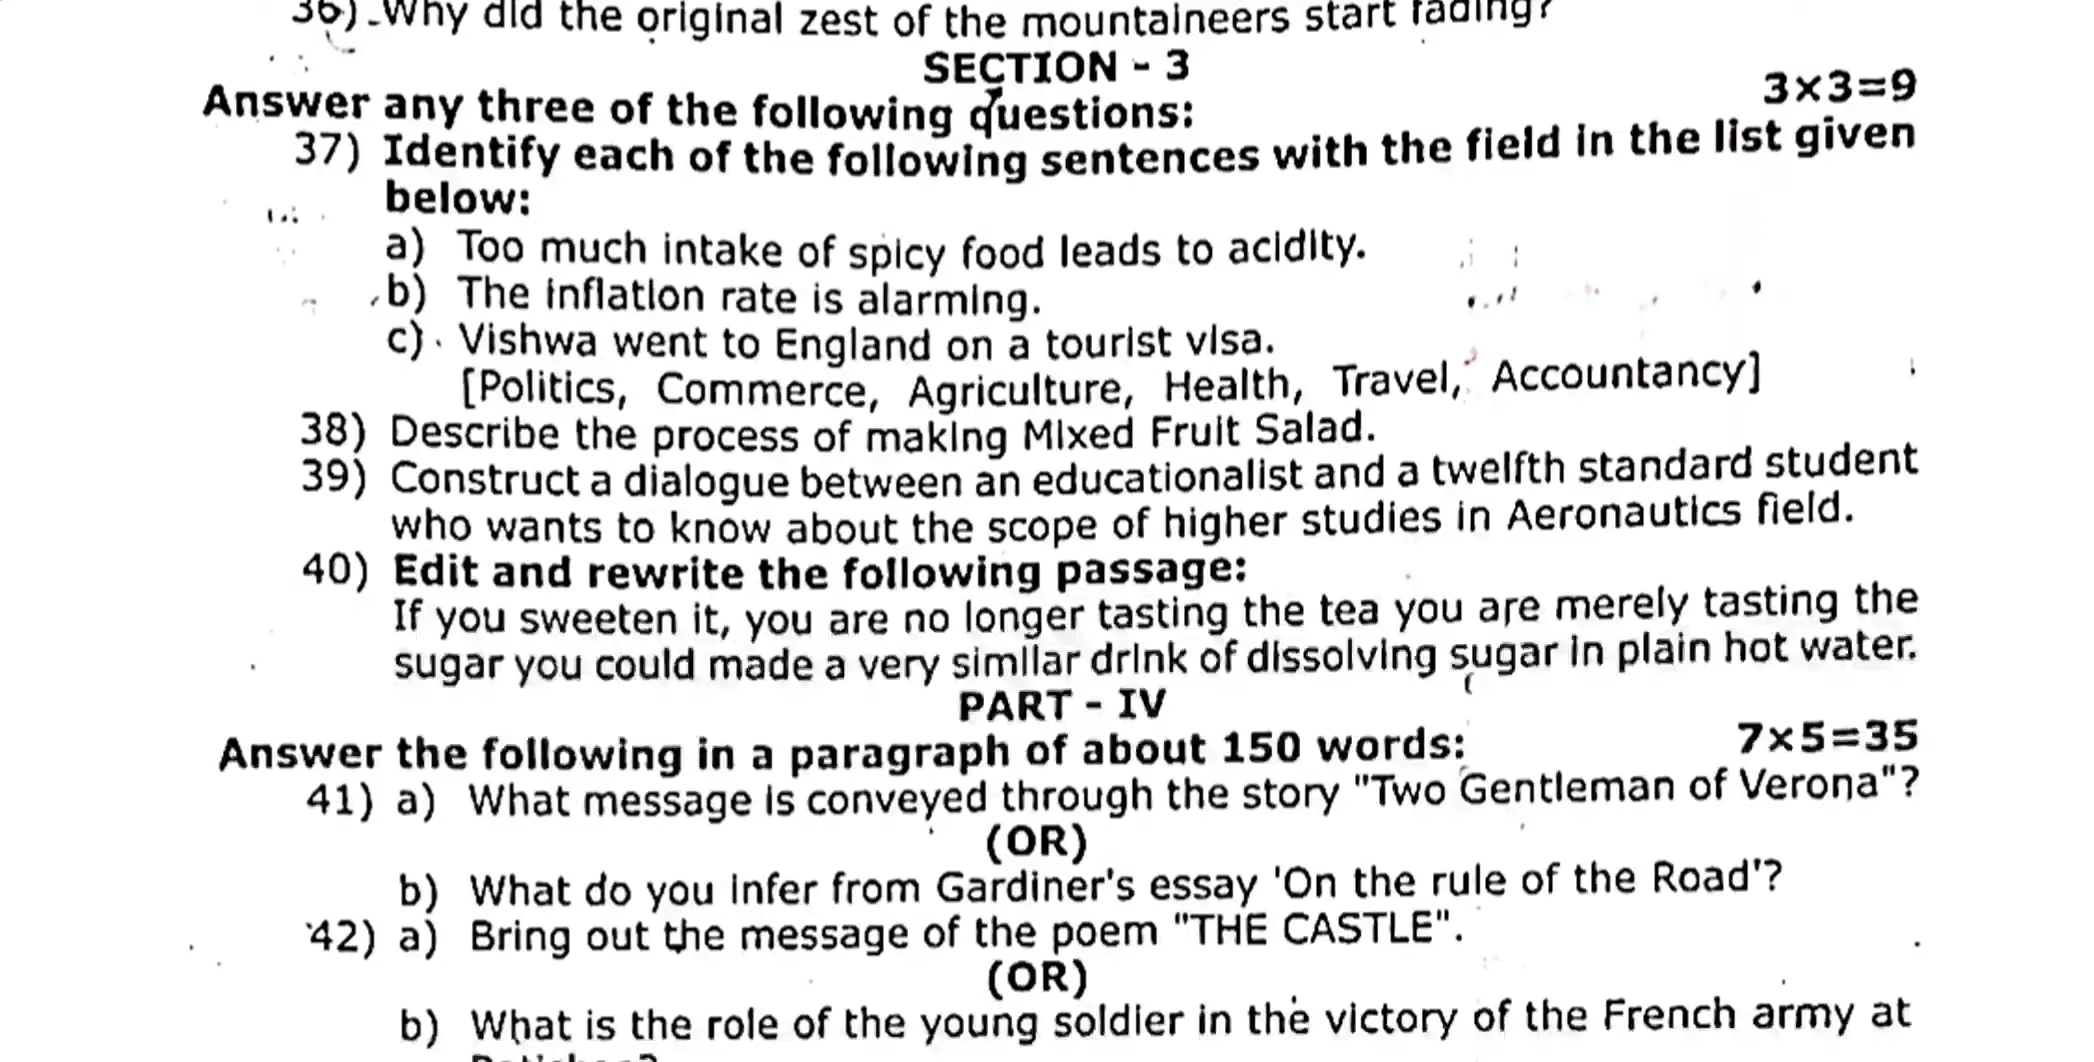 36) Why did the original zest of the mountaineers start fading?
SECTION - 3
Answer any three of the following questions: 3×3=9
37) Identify each of the following sentences with the field in the list given
below:
a) Too much intake of spicy food leads to acidity.
b) The inflation rate is alarming.
c) Vishwa went to England on a tourist visa.
[Politics, Commerce, Agriculture, Health, Travel, Accountancy]
38) Describe the process of making Mixed Fruit Salad.
39) Construct a dialogue between an educationalist and a twelfth standard student
who wants to know about the scope of higher studies in Aeronautics field.
40) Edit and rewrite the following passage:
If you sweeten it, you are no longer tasting the tea you are merely tasting the
sugar you could made a very similar drink of dissolving sugar in plain hot water.
PART - IV
Answer the following in a paragraph of about 150 words: 7×5=35
41) a) What message is conveyed through the story "Two Gentleman of Verona"?
(OR)
b) What do you infer from Gardiner's essay 'On the rule of the Road'?
42) a) Bring out the message of the poem "THE CASTLE".
(OR)
b) What is the role of the young soldier in the victory of the French army at